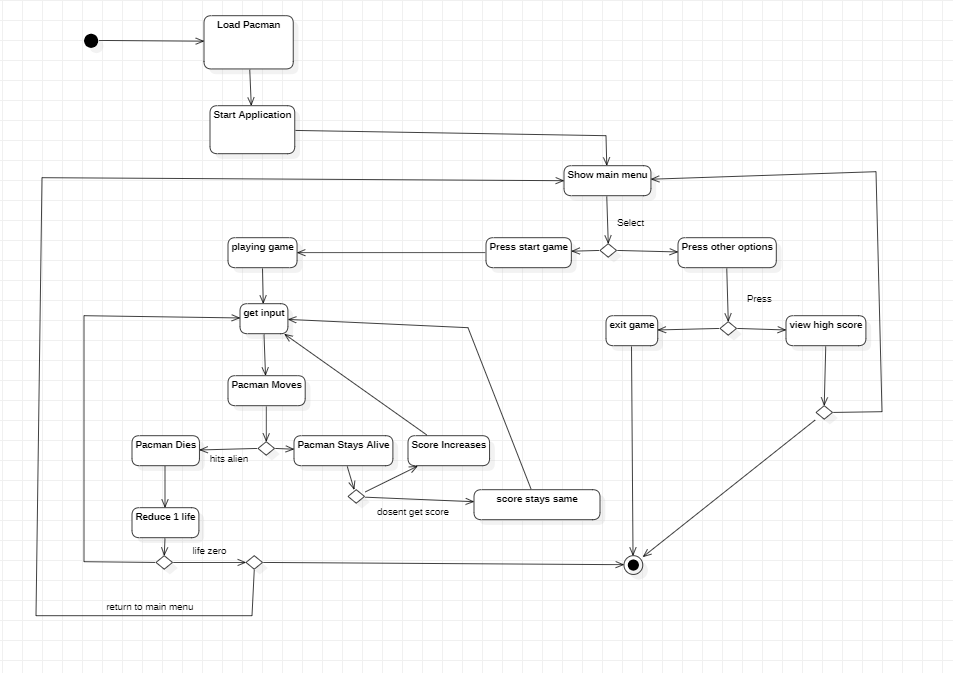 Load Pacman
Start Application
Show main menu
Select
playing game
Press start game
Press other options
Press
get input
exit game
view high score
Pacman Moves
Pacman Dies
hits alien
Pacman Stays Alive
Score Increases
score stays same
dosent get score
Reduce 1 life
life zero
return to main menu